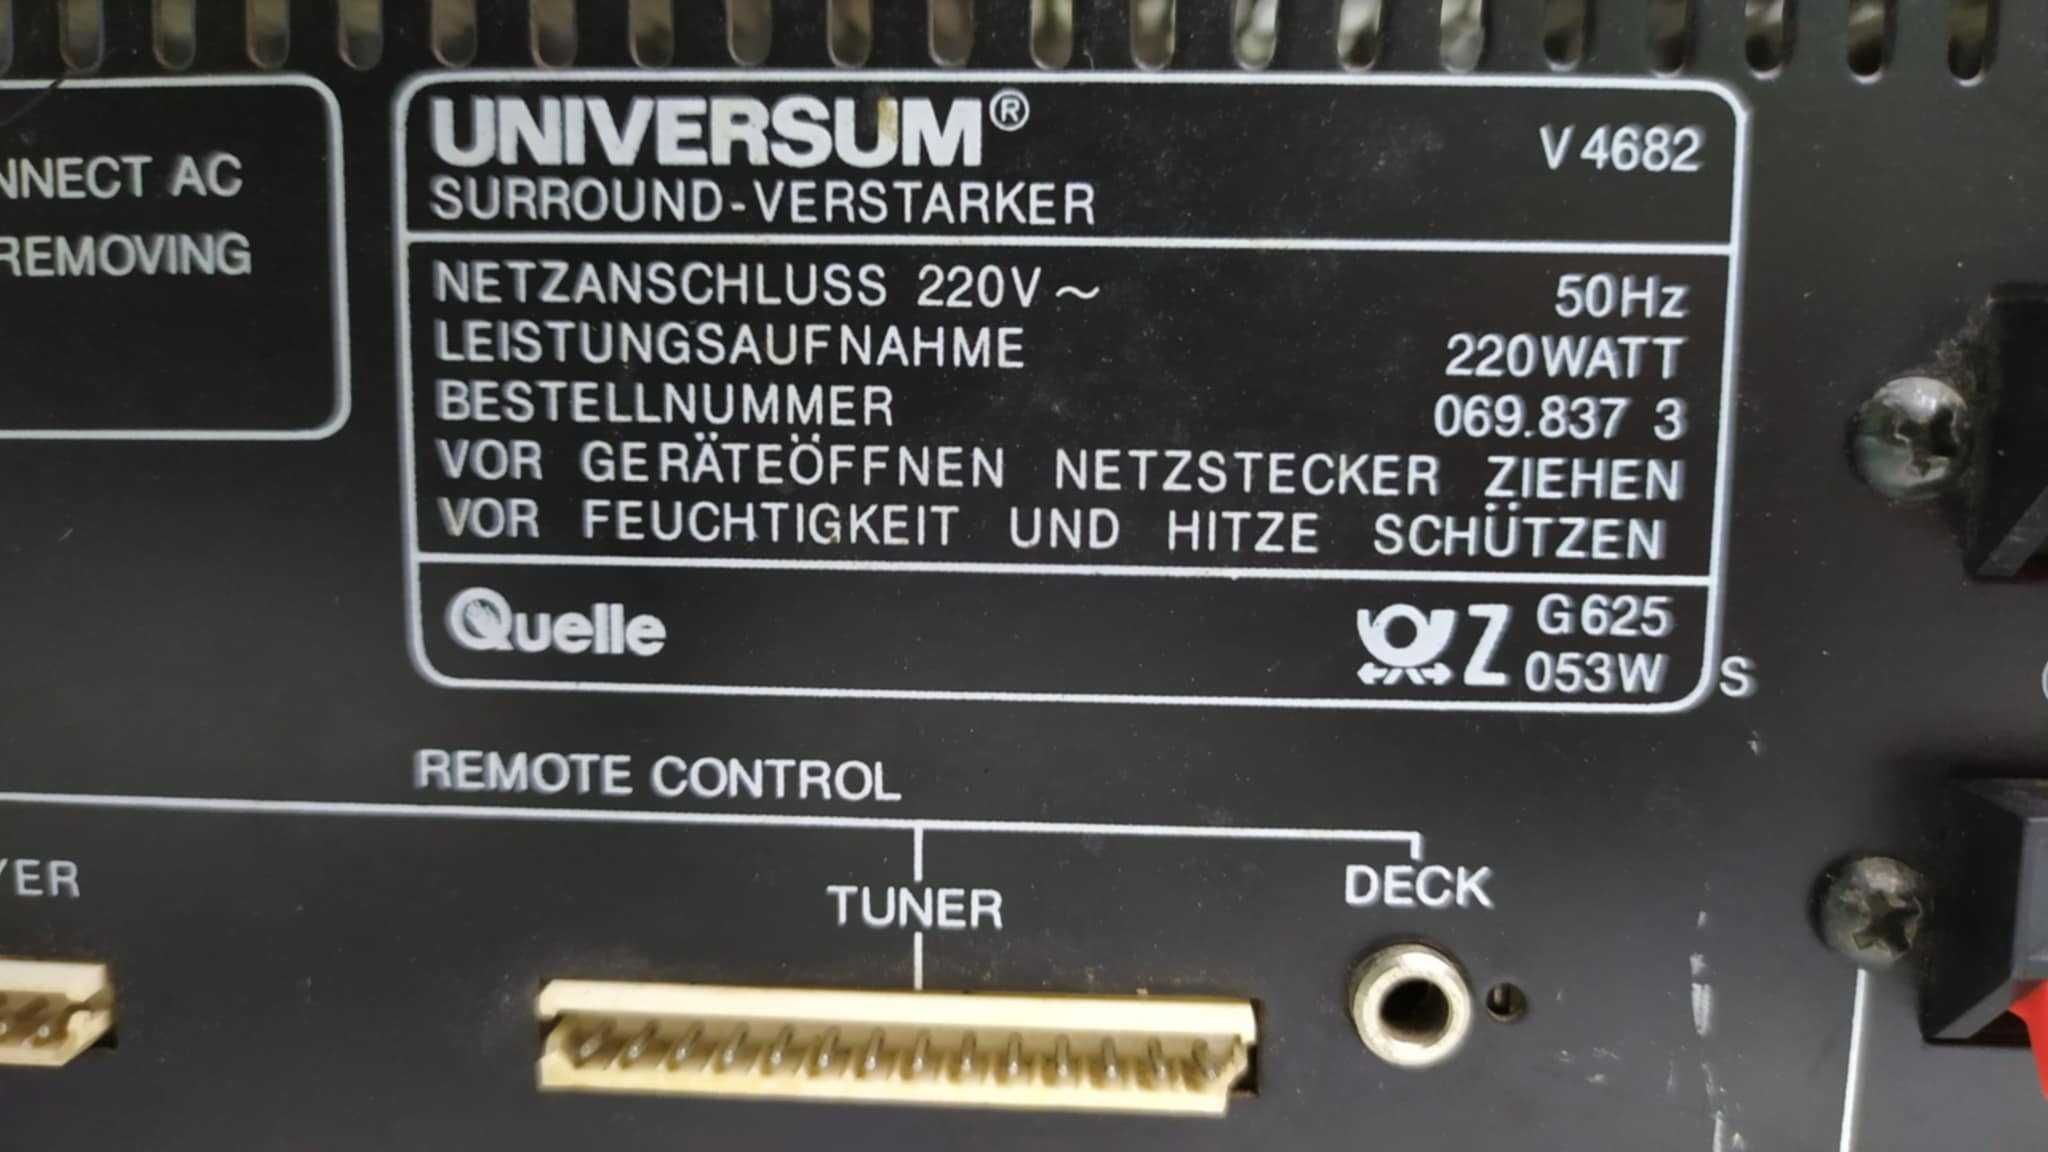 NNECT AC
REMOVING
UNIVERSUM®
V 4682
SURROUND-VERSTARKER
NETZANSCHLUSS 220V ~ 50Hz
LEISTUNGSAUFNAHME 220WATT
BESTELLNUMMER 069.837 3
VOR GERÄTEÖFFNEN NETZSTECKER ZIEHEN
VOR FEUCHTIGKEIT UND HITZE SCHÜTZEN
Quelle
Z G625
053W S
REMOTE CONTROL
YER
TUNER
DECK